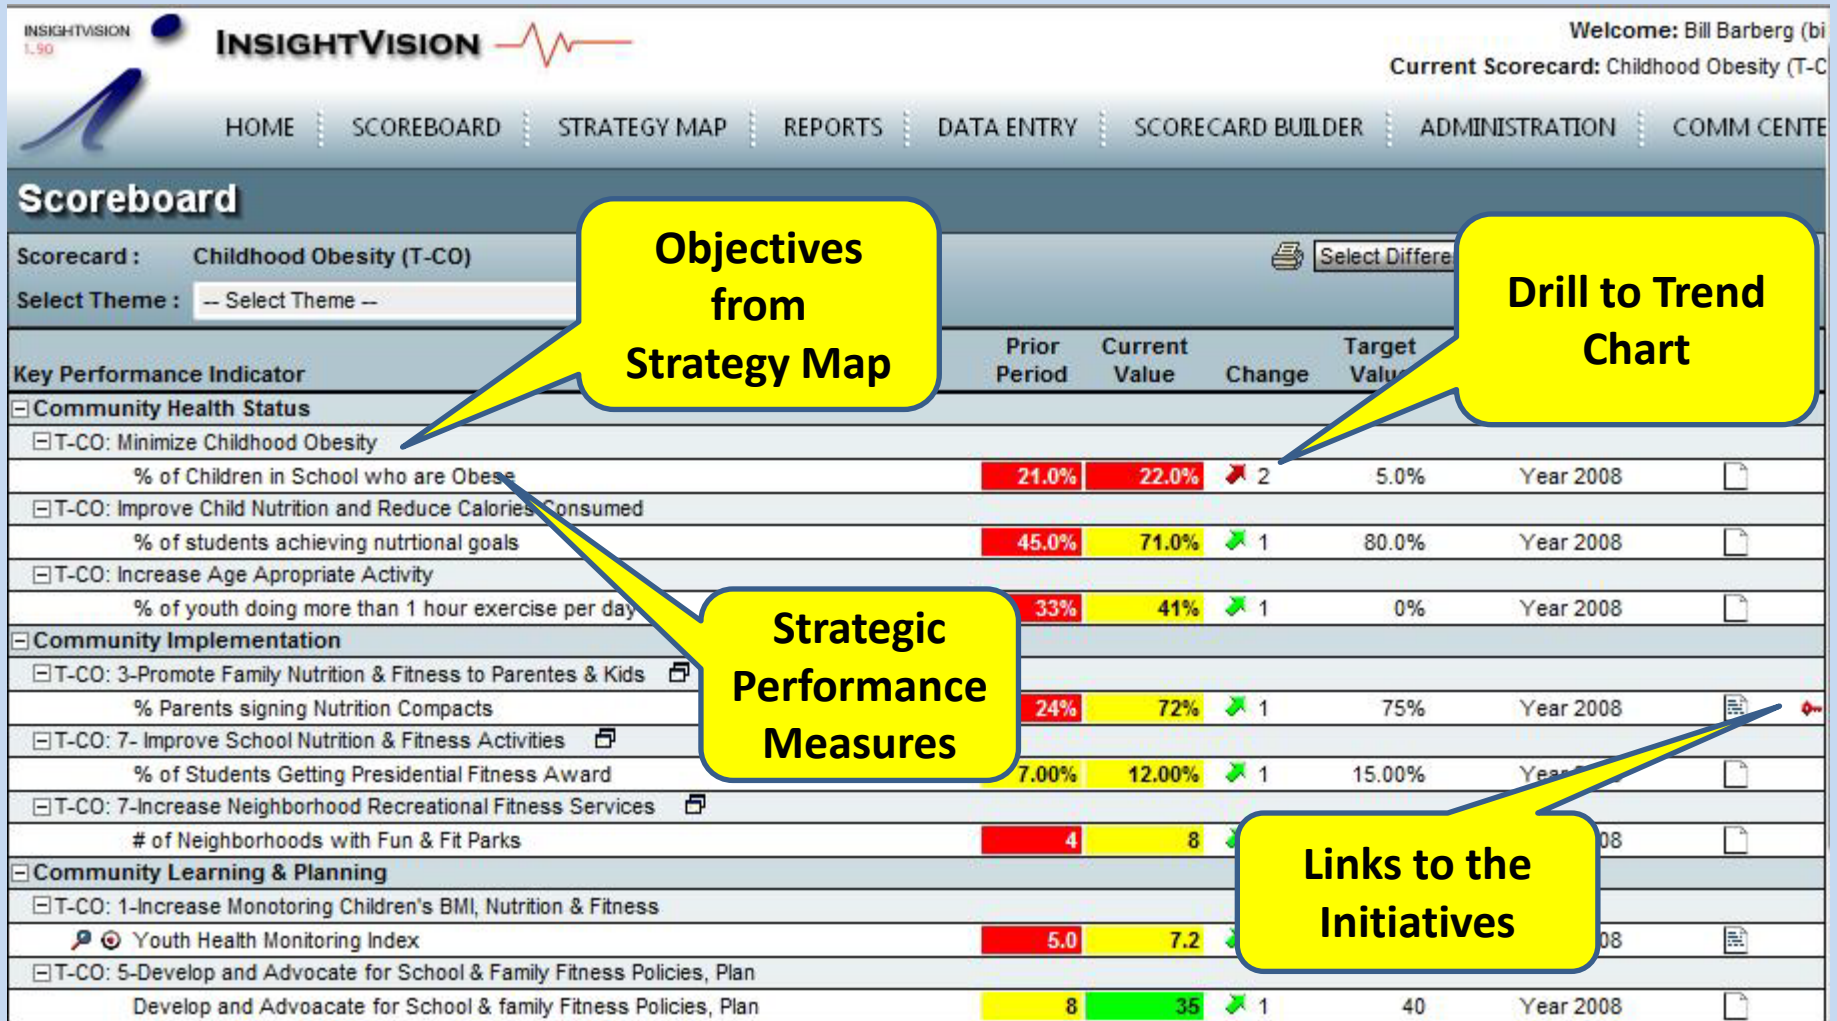 INSIGHTVISION
1.90
INSIGHTVISION
Welcome: Bill Barberg (bi
Current Scorecard: Childhood Obesity (T-C
HOME SCOREBOARD STRATEGY MAP REPORTS DATA ENTRY SCORECARD BUILDER ADMINISTRATION COMM CENTE
Scoreboard
Scorecard : Childhood Obesity (T-CO)
Select Differe
Select Theme : -- Select Theme --
Objectives
from
Strategy Map
Drill to Trend
Chart
Key Performance Indicator Prior Period Current Value Change Target Value
Community Health Status
T-CO: Minimize Childhood Obesity
% of Children in School who are Obese 21.0% 22.0% 2 5.0% Year 2008
T-CO: Improve Child Nutrition and Reduce Calories Consumed
% of students achieving nutrtional goals 45.0% 71.0% 1 80.0% Year 2008
T-CO: Increase Age Apropriate Activity
% of youth doing more than 1 hour exercise per day 33% 41% 1 0% Year 2008
Strategic
Performance
Measures
Community Implementation
T-CO: 3-Promote Family Nutrition & Fitness to Parentes & Kids
% Parents signing Nutrition Compacts 24% 72% 1 75% Year 2008
T-CO: 7- Improve School Nutrition & Fitness Activities
% of Students Getting Presidential Fitness Award 7.00% 12.00% 1 15.00% Year
T-CO: 7-Increase Neighborhood Recreational Fitness Services
# of Neighborhoods with Fun & Fit Parks 4 8 08
Links to the
Initiatives
Community Learning & Planning
T-CO: 1-Increase Monotoring Children's BMI, Nutrition & Fitness
Youth Health Monitoring Index 5.0 7.2 08
T-CO: 5-Develop and Advocate for School & Family Fitness Policies, Plan
Develop and Advoacate for School & family Fitness Policies, Plan 8 35 1 40 Year 2008